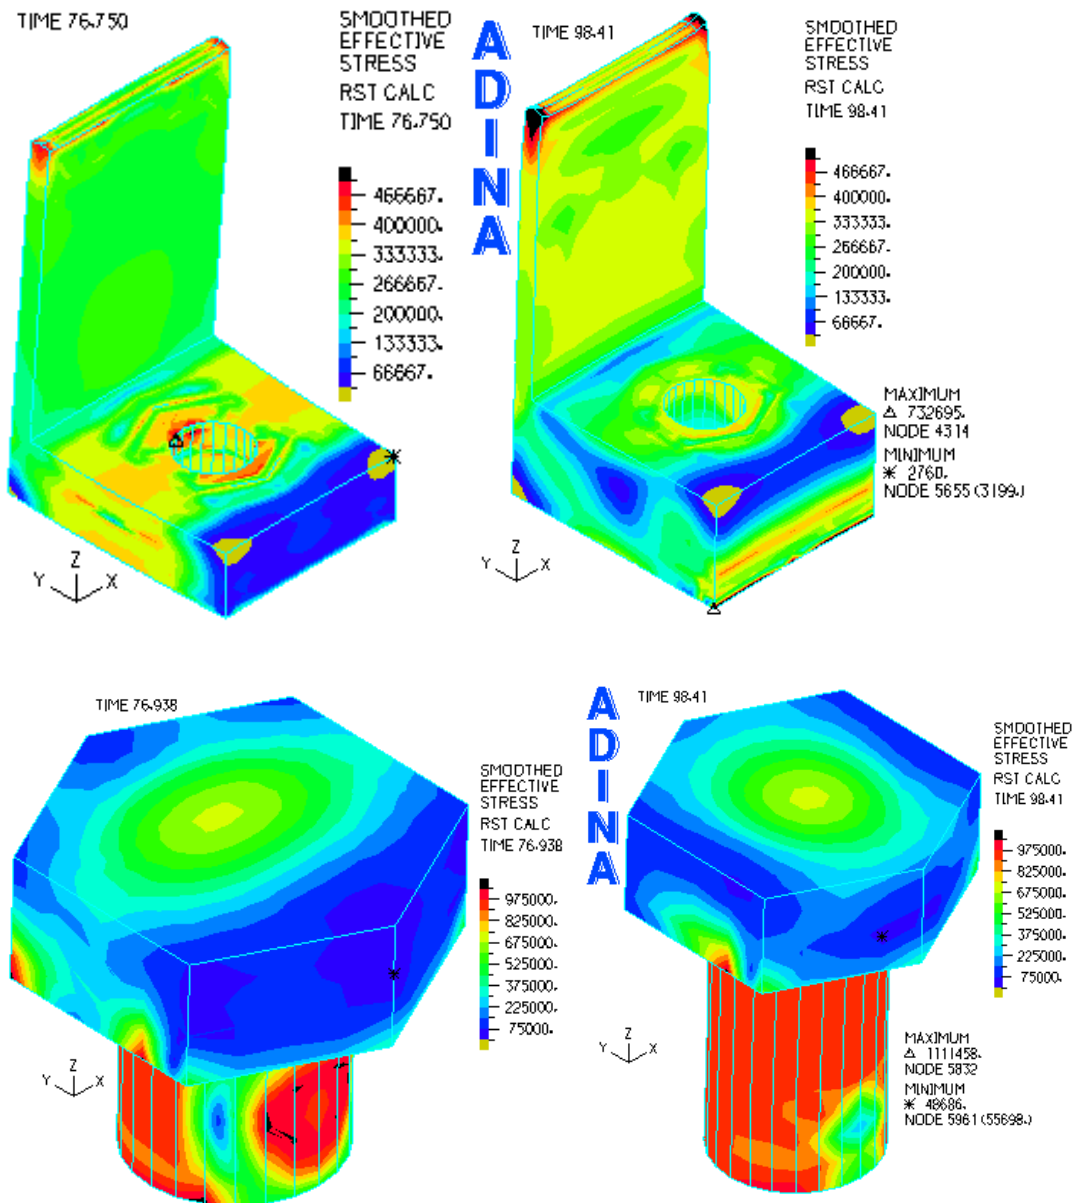 TIME 76.750
SMOOTHED
EFFECTIVE
STRESS
RST CALC
TIME 76.750
466667.
400000.
333333.
266667.
200000.
133333.
66667.
Z
Y
X
ADINA
TIME 98.41
SMOOTHED
EFFECTIVE
STRESS
RST CALC
TIME 98.41
466667.
400000.
333333.
266667.
200000.
133333.
66667.
MAXIMUM
△ 732695.
NODE 4314
MINIMUM
* 2760.
NODE 5655 (3199.)
Z
Y
X
TIME 76.938
SMOOTHED
EFFECTIVE
STRESS
RST CALC
TIME 76.938
975000.
825000.
675000.
525000.
375000.
225000.
75000.
Z
Y
X
ADINA
TIME 98.41
SMOOTHED
EFFECTIVE
STRESS
RST CALC
TIME 98.41
975000.
825000.
675000.
525000.
375000.
225000.
75000.
MAXIMUM
△ 1111458.
NODE 5832
MINIMUM
* 48686.
NODE 5961 (55698.)
Z
Y
X